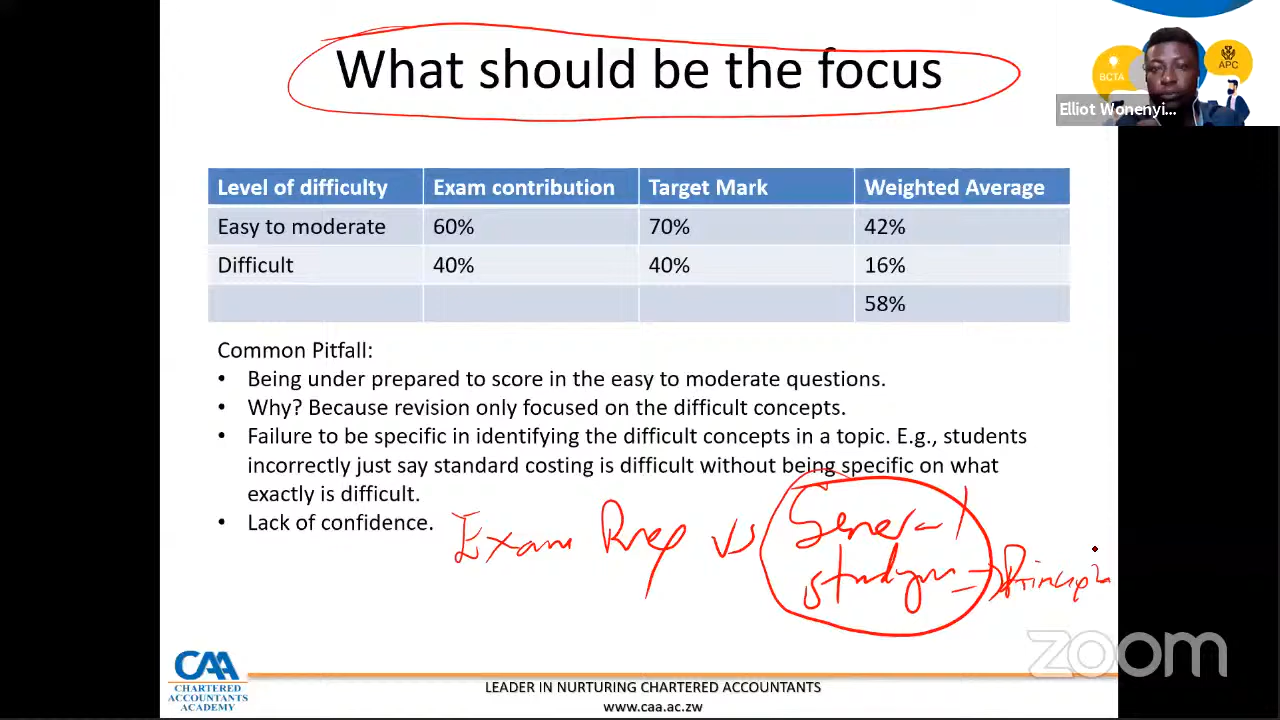 What should be the focus
BCTA
APC
Elliot Wonenyi...
Level of difficulty Exam contribution Target Mark Weighted Average
Easy to moderate 60% 70% 42%
Difficult 40% 40% 16%
58%
Common Pitfall:
• Being under prepared to score in the easy to moderate questions.
• Why? Because revision only focused on the difficult concepts.
• Failure to be specific in identifying the difficult concepts in a topic. E.g., students
incorrectly just say standard costing is difficult without being specific on what
exactly is difficult.
• Lack of confidence.
Exam Prep vs General
zoom
CAA
CHARTERED
ACCOUNTANTS
ACADEMY
LEADER IN NURTURING CHARTERED ACCOUNTANTS
www.caa.ac.zw